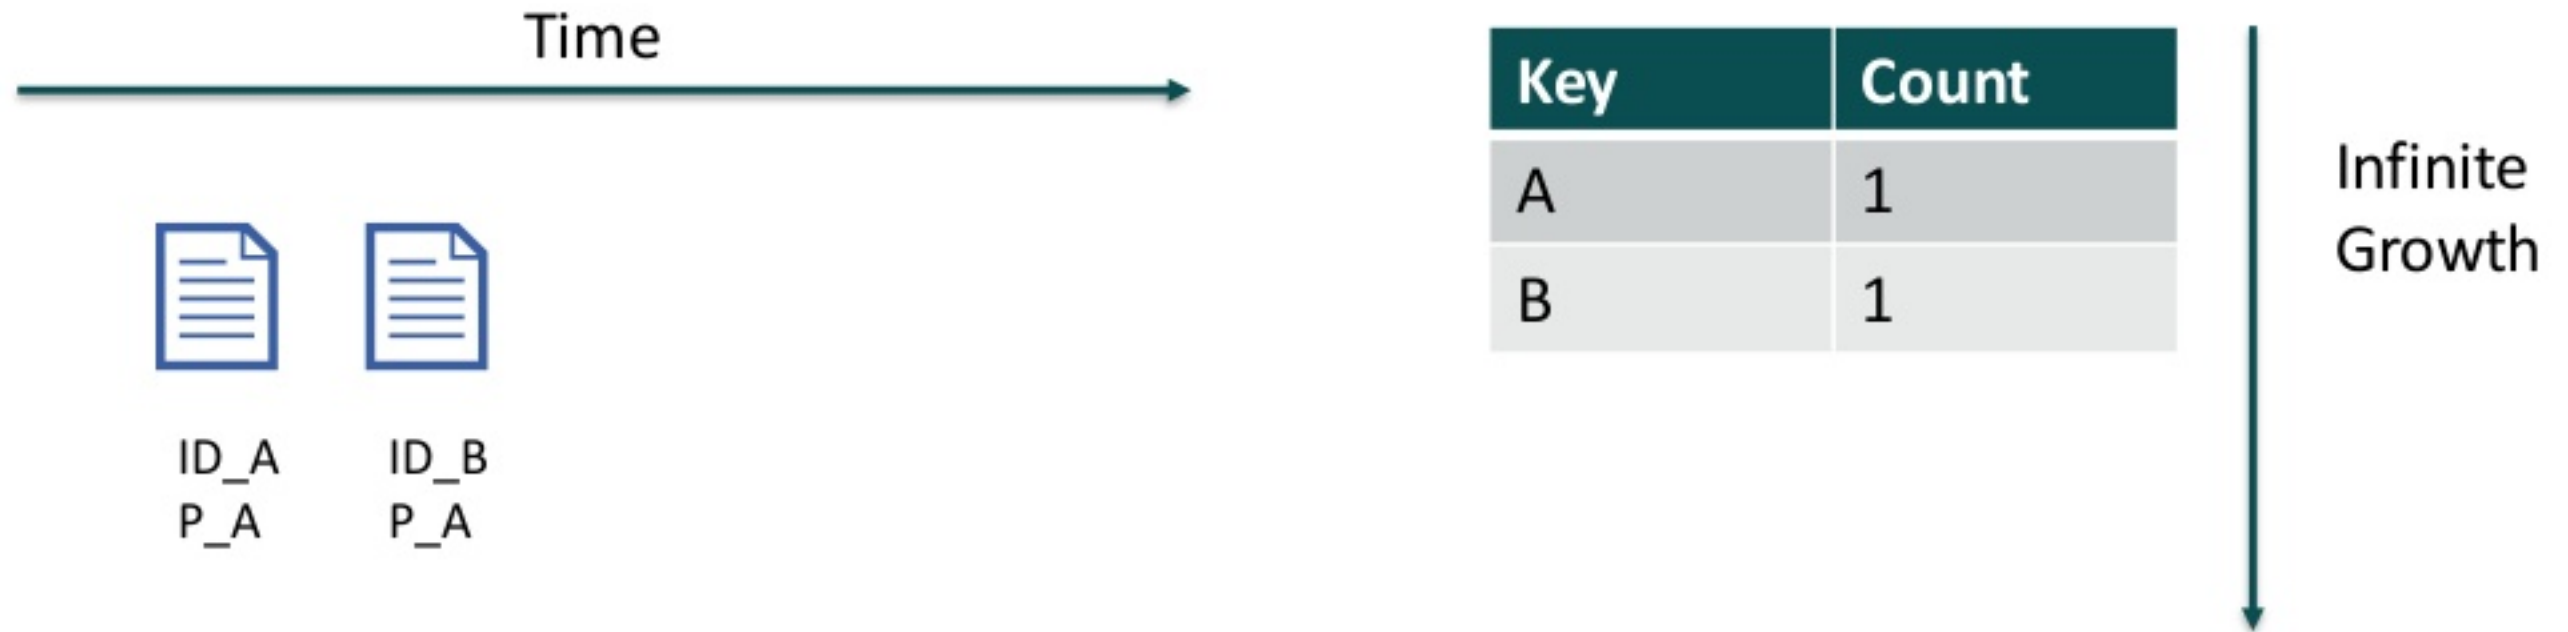 Time
ID_A
P_A
ID_B
P_A
Key Count
A 1
B 1
Infinite
Growth